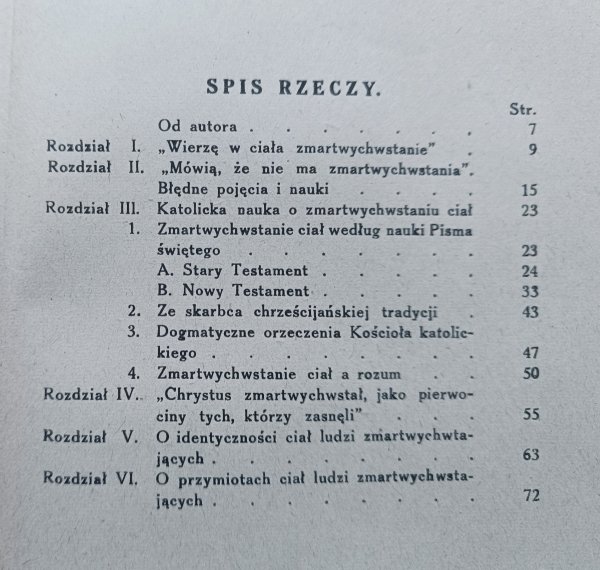 SPIS RZECZY.
Str.
Od autora . . . . . . . 7
Rozdział I. „Wierzę w ciała zmartwychwstanie” . 9
Rozdział II. „Mówią, że nie ma zmartwychwstania”.
Błędne pojęcia i nauki . . . . 15
Rozdział III. Katolicka nauka o zmartwychwstaniu ciał 23
1. Zmartwychwstanie ciał według nauki Pisma
świętego . . . . . . . 23
A. Stary Testament . . . . . 24
B. Nowy Testament . . . . . 33
2. Ze skarbca chrześcijańskiej tradycji . 43
3. Dogmatyczne orzeczenia Kościoła katolic-
kiego . . . . . . . . 47
4. Zmartwychwstanie ciał a rozum . . 50
Rozdział IV. „Chrystus zmartwychwstał, jako pierwo-
ciny tych, którzy zasnęli” . . . 55
Rozdział V. O identyczności ciał ludzi zmartwychwta-
jących . . . . . . . . 63
Rozdział VI. O przymiotach ciał ludzi zmartwychwsta-
jących . . . . . . . . 72